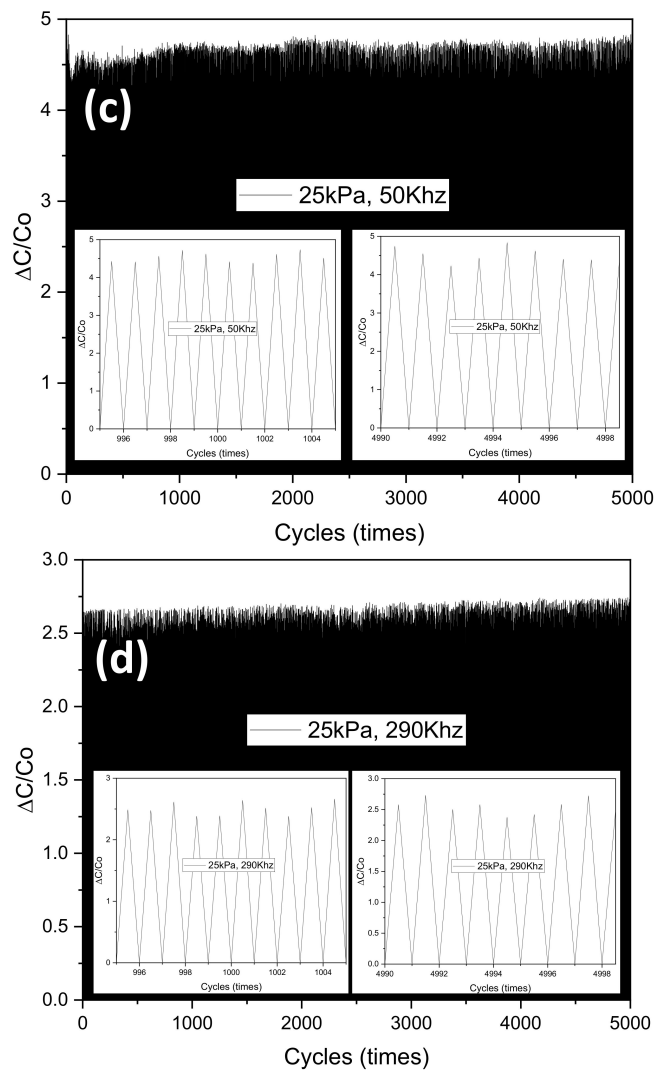 5
4
3
2
1
0
ΔC/Co
(c)
25kPa, 50Khz
5
4
3
2
1
0
ΔC/Co
25kPa, 50Khz
996 998 1000 1002 1004
Cycles (times)
5
4
3
2
1
0
ΔC/Co
25kPa, 50Khz
4990 4992 4994 4996 4998
Cycles (times)
0 1000 2000 3000 4000 5000
Cycles (times)
3.0
2.5
2.0
1.5
1.0
0.5
0.0
ΔC/Co
(d)
25kPa, 290Khz
3
2
1
0
ΔC/Co
25kPa, 290Khz
996 998 1000 1002 1004
Cycles (times)
3.0
2.5
2.0
1.5
1.0
0.5
0.0
ΔC/Co
25kPa, 290Khz
4990 4992 4994 4996 4998
Cycles (times)
0 1000 2000 3000 4000 5000
Cycles (times)